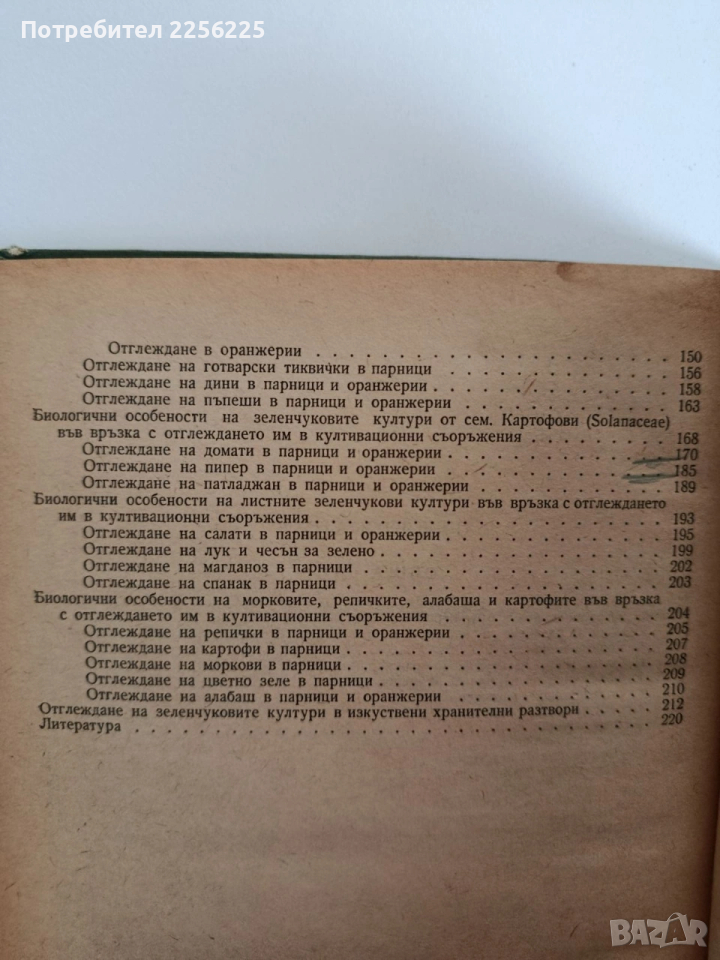 Потребител 2256225
Отглеждане в оранжерии . . . . . . . . . . . . . . . . . . . . 150
Отглеждане на готварски тиквички в парници . . . . . . . . . . 156
Отглеждане на дини в парници и оранжерии . . . . . . . . . . . 158
Отглеждане на пъпеши в парници и оранжерии . . . . . . . . . . 163
Биологични особености на зеленчуковите култури от сем. Картофови (Solanaceae)
във връзка с отглеждането им в култивационни съоръжения . . . . . . 168
Отглеждане на домати в парници и оранжерии . . . . . . . . . . 170
Отглеждане на пипер в парници и оранжерии . . . . . . . . . . 185
Отглеждане на патладжан в парници и оранжерии . . . . . . . . 189
Биологични особености на листните зеленчукови култури във връзка с отглеждането
им в култивационни съоръжения . . . . . . . . . . . . . . . . 193
Отглеждане на салати в парници и оранжерии . . . . . . . . . . 195
Отглеждане на лук и чесън за зелено . . . . . . . . . . . . . 199
Отглеждане на магданоз в парници . . . . . . . . . . . . . . 202
Отглеждане на спанак в парници . . . . . . . . . . . . . . . 203
Биологични особености на морковите, репичките, алабаша и картофите във връзка
с отглеждането им в култивационни съоръжения . . . . . . . . . 204
Отглеждане на репички в парници и оранжерии . . . . . . . . . 205
Отглеждане на картофи в парници . . . . . . . . . . . . . . . 207
Отглеждане на моркови в парници . . . . . . . . . . . . . . . 208
Отглеждане на цветно зеле в парници . . . . . . . . . . . . . 209
Отглеждане на алабаш в парници и оранжерии . . . . . . . . . . 210
Отглеждане на зеленчуковите култури в изкуствени хранителни разтвори . . . . . 212
Литература . . . . . . . . . . . . . . . . . . . . . . . . . 220
BAZAR
www.Bazar.bg